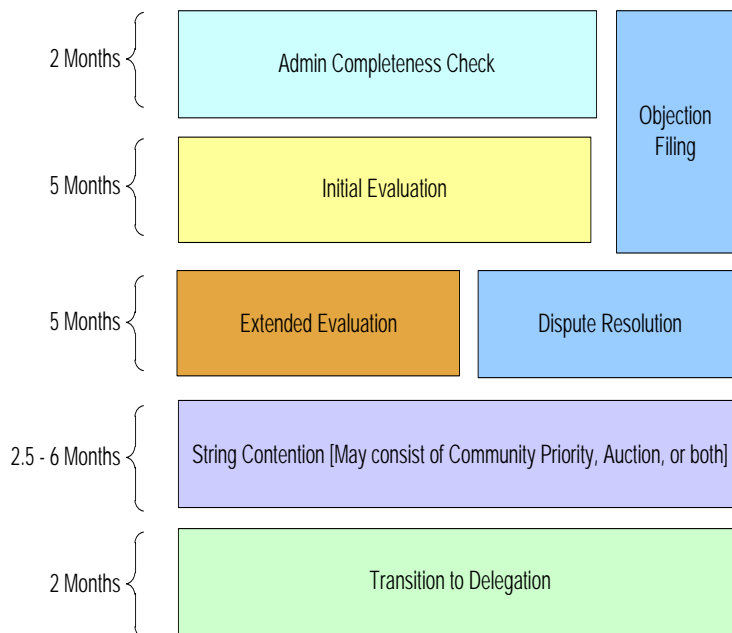 2 Months
Admin Completeness Check
Objection
Filing
5 Months
Initial Evaluation
5 Months
Extended Evaluation
Dispute Resolution
2.5 - 6 Months
String Contention [May consist of Community Priority, Auction, or both]
2 Months
Transition to Delegation